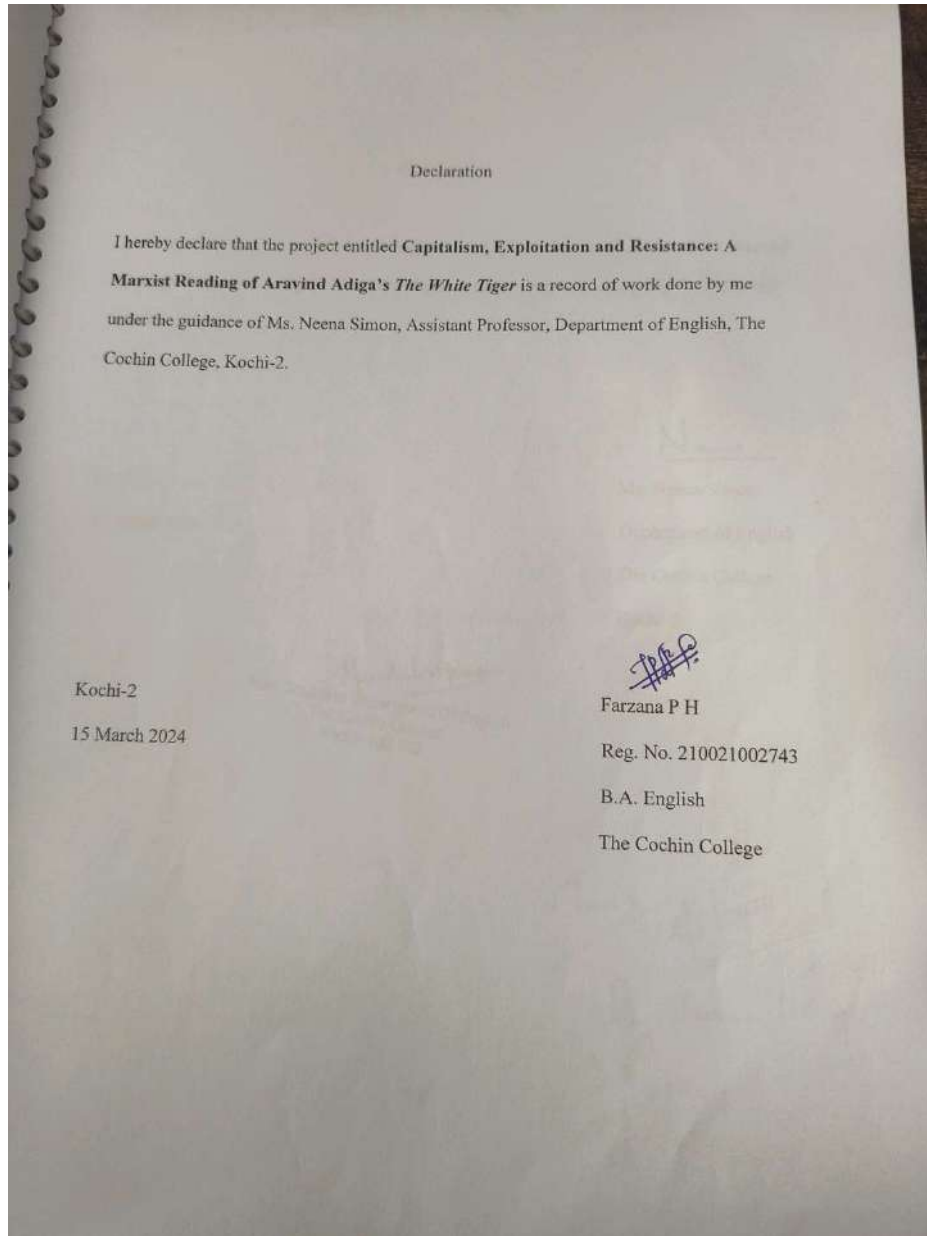 Declaration
I hereby declare that the project entitled Capitalism, Exploitation and Resistance: A
Marxist Reading of Aravind Adiga's The White Tiger is a record of work done by me
under the guidance of Ms. Neena Simon, Assistant Professor, Department of English, The
Cochin College, Kochi-2.
Kochi-2
15 March 2024
Farzana P H
Reg. No. 210021002743
B.A. English
The Cochin College